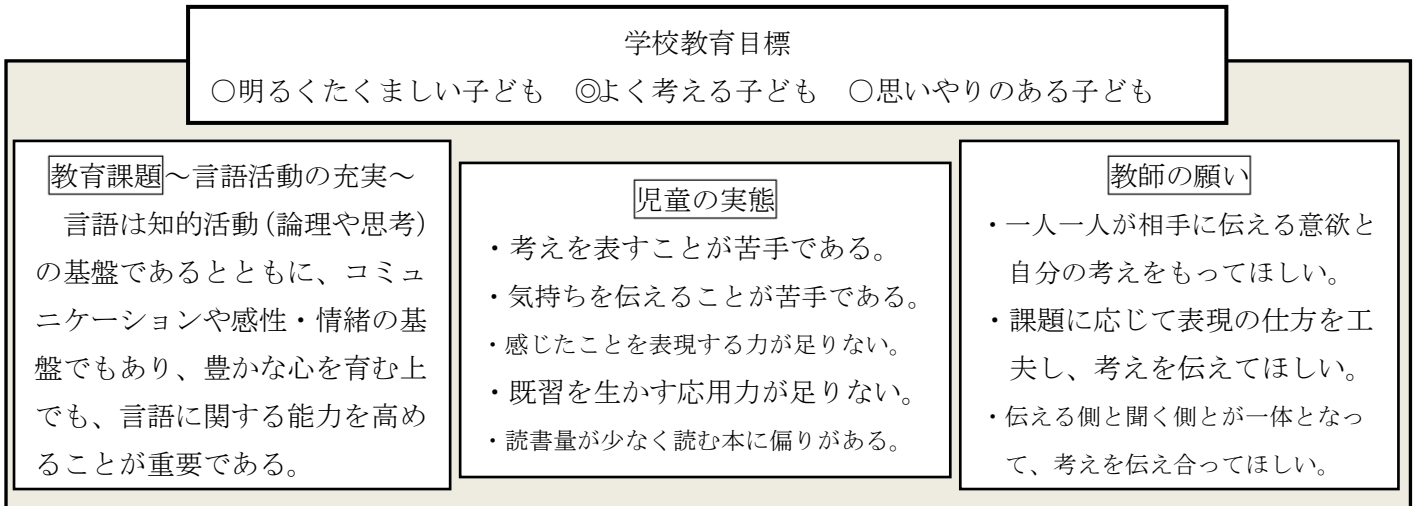 学校教育目標
○明るくたくましい子ども　◎よく考える子ども　○思いやりのある子ども
教育課題～言語活動の充実～
言語は知的活動(論理や思考)
の基盤であるとともに、コミュ
ニケーションや感性・情緒の基
盤でもあり、豊かな心を育む上
でも、言語に関する能力を高め
ることが重要である。
児童の実態
・考えを表すことが苦手である。
・気持ちを伝えることが苦手である。
・感じたことを表現する力が足りない。
・既習を生かす応用力が足りない。
・読書量が少なく読む本に偏りがある。
教師の願い
・一人一人が相手に伝える意欲と
自分の考えをもってほしい。
・課題に応じて表現の仕方を工
夫し、考えを伝えてほしい。
・伝える側と聞く側とが一体となっ
て、考えを伝え合ってほしい。